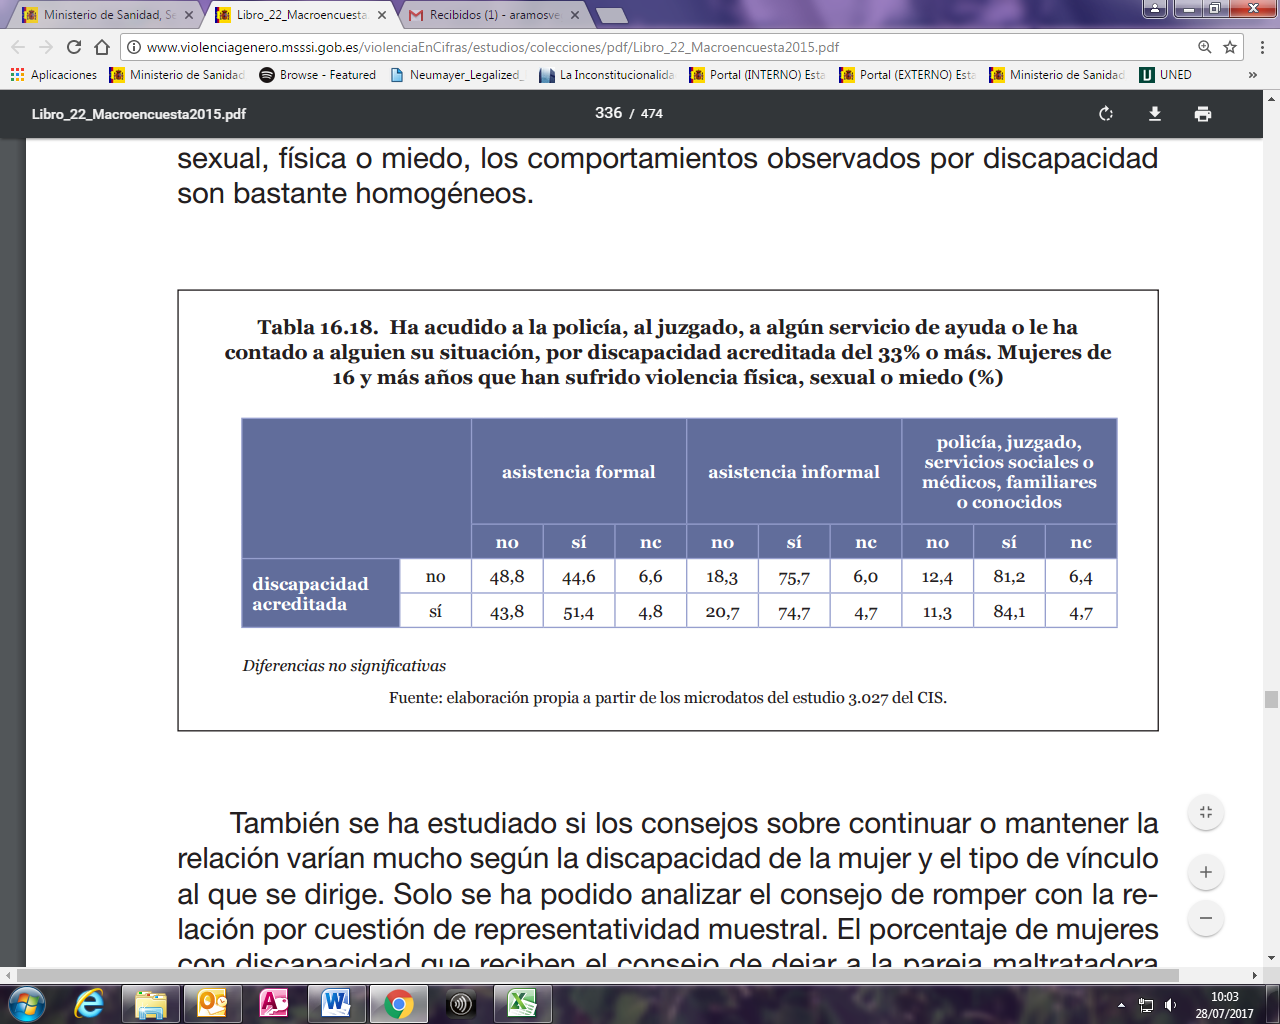 Ministerio de Sanidad, Se
Libro_22_Macroencuesta
Recibidos (1) - aramosve
www.violenciagenero.msssi.gob.es/violenciaEnCifras/estudios/colecciones/pdf/Libro_22_Macroencuesta2015.pdf
Aplicaciones Ministerio de Sanidad Browse - Featured Neumayer_Legalized_ La Inconstitucionalida Portal (INTERNO) Esta Portal (EXTERNO) Esta Ministerio de Sanidad UNED »
Libro_22_Macroencuesta2015.pdf 336 / 474
sexual, física o miedo, los comportamientos observados por discapacidad
son bastante homogéneos.
Tabla 16.18. Ha acudido a la policía, al juzgado, a algún servicio de ayuda o le ha
contado a alguien su situación, por discapacidad acreditada del 33% o más. Mujeres de
16 y más años que han sufrido violencia física, sexual o miedo (%)
asistencia formal asistencia informal policía, juzgado,
servicios sociales o
médicos, familiares
o conocidos
no sí nc no sí nc no sí nc
discapacidad
acreditada
no 48,8 44,6 6,6 18,3 75,7 6,0 12,4 81,2 6,4
sí 43,8 51,4 4,8 20,7 74,7 4,7 11,3 84,1 4,7
Diferencias no significativas
Fuente: elaboración propia a partir de los microdatos del estudio 3.027 del CIS.
También se ha estudiado si los consejos sobre continuar o mantener la
relación varían mucho según la discapacidad de la mujer y el tipo de vínculo
al que se dirige. Solo se ha podido analizar el consejo de romper con la re-
lación por cuestión de representatividad muestral. El porcentaje de mujeres
con discapacidad que reciben el consejo de dejar a la pareja maltratadora
10:03
28/07/2017